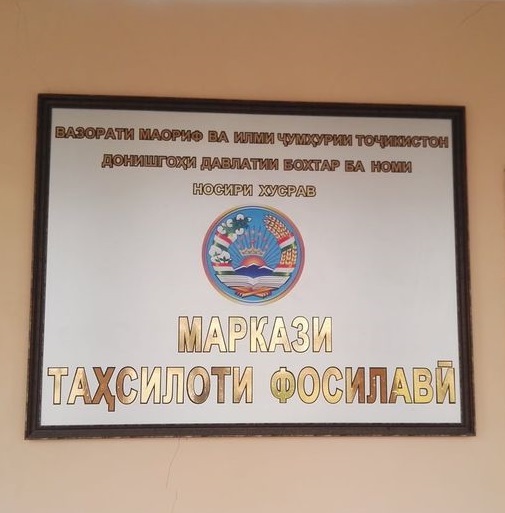 ВАЗОРАТИ МАОРИФ ВА ИЛМИ ҶУМҲУРИИ ТОҶИКИСТОН
ДОНИШГОҲИ ДАВЛАТИИ БОХТАР БА НОМИ
НОСИРИ ХУСРАВ
МАРКАЗИ
ТАҲСИЛОТИ ФОСИЛАВӢ